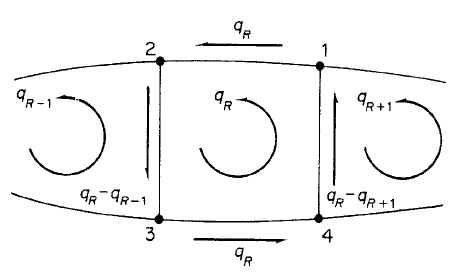 q_R
2 1
q_{R-1} q_R q_{R+1}
q_R-q_{R-1} q_R-q_{R+1}
3 4
q_R